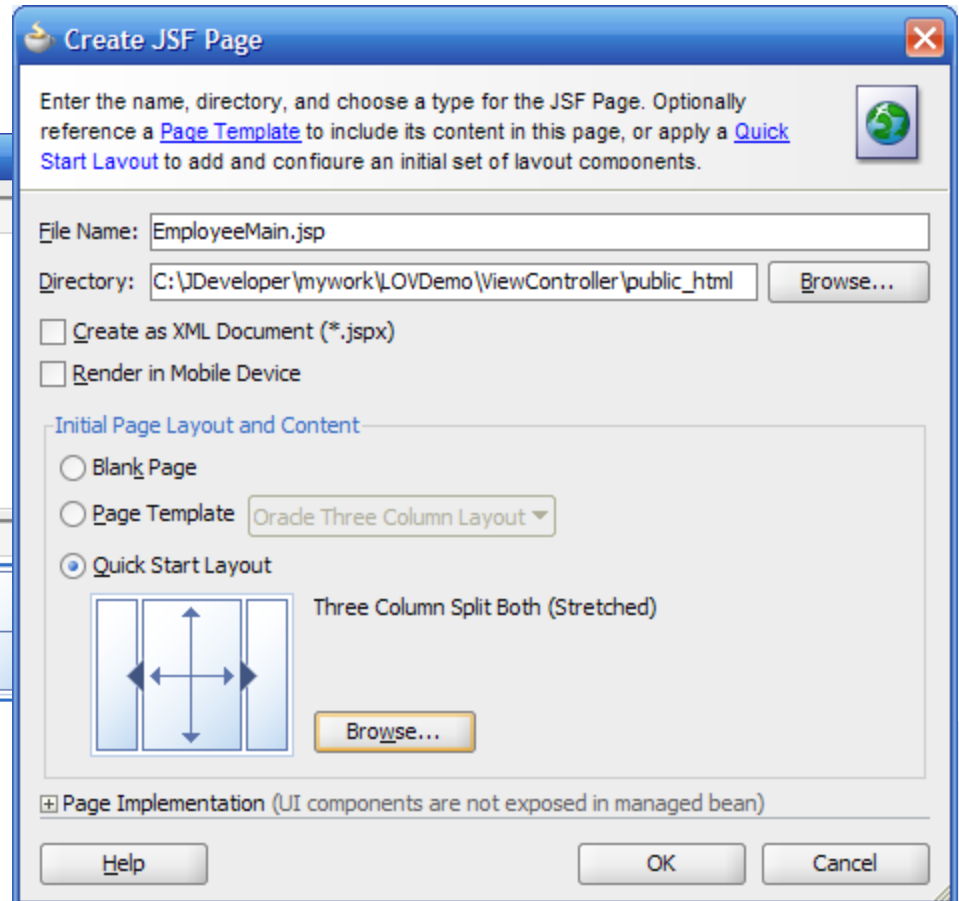 Create JSF Page
Enter the name, directory, and choose a type for the JSF Page. Optionally
reference a Page Template to include its content in this page, or apply a Quick
Start Layout to add and configure an initial set of layout components.
File Name: EmployeeMain.jsp
Directory: C:\JDeveloper\mywork\LOVDemo\ViewController\public_html Browse...
Create as XML Document (*.jspx)
Render in Mobile Device
Initial Page Layout and Content
Blank Page
Page Template Oracle Three Column Layout
Quick Start Layout
Three Column Split Both (Stretched)
Browse...
Page Implementation (UI components are not exposed in managed bean)
Help OK Cancel